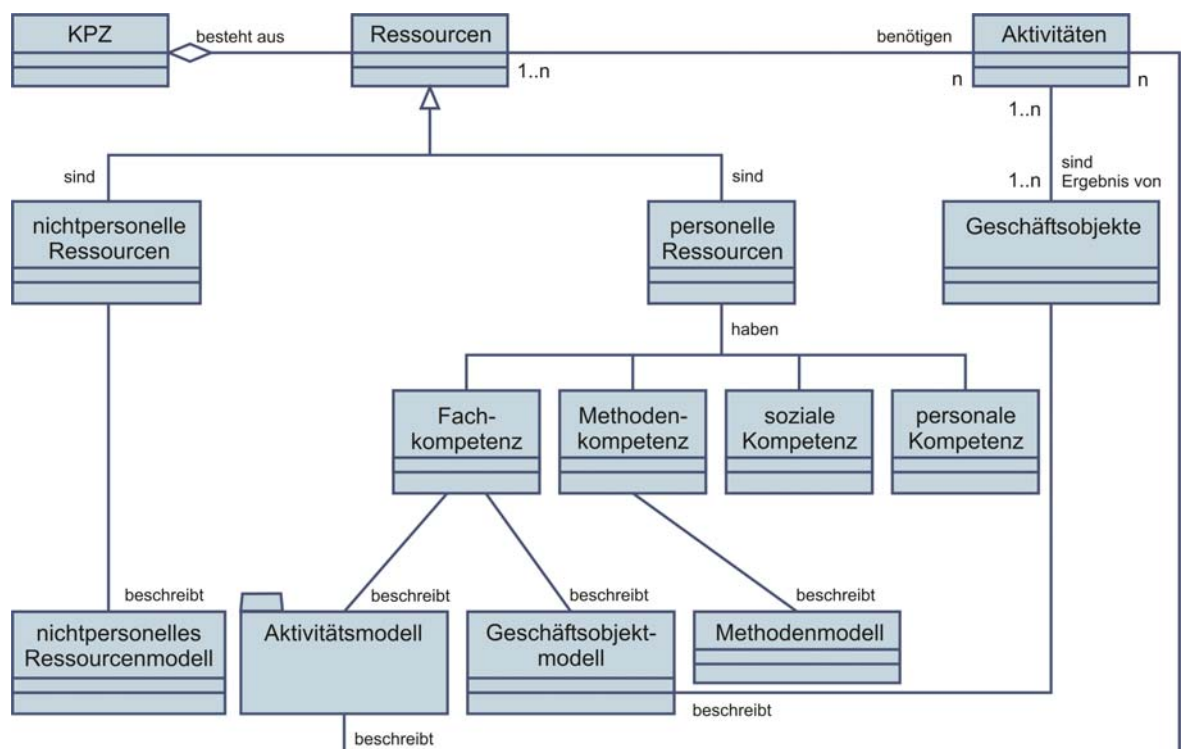 KPZ
besteht aus
Ressourcen
1..n
benötigen
Aktivitäten
n
n
1..n
sind
sind
1..n
sind
Ergebnis von
nichtpersonelle
Ressourcen
personelle
Ressourcen
Geschäftsobjekte
haben
Fach-
kompetenz
Methoden-
kompetenz
soziale
Kompetenz
personale
Kompetenz
beschreibt
beschreibt
beschreibt
beschreibt
nichtpersonelles
Ressourcenmodell
Aktivitätsmodell
Geschäftsobjekt-
modell
Methodenmodell
beschreibt
beschreibt